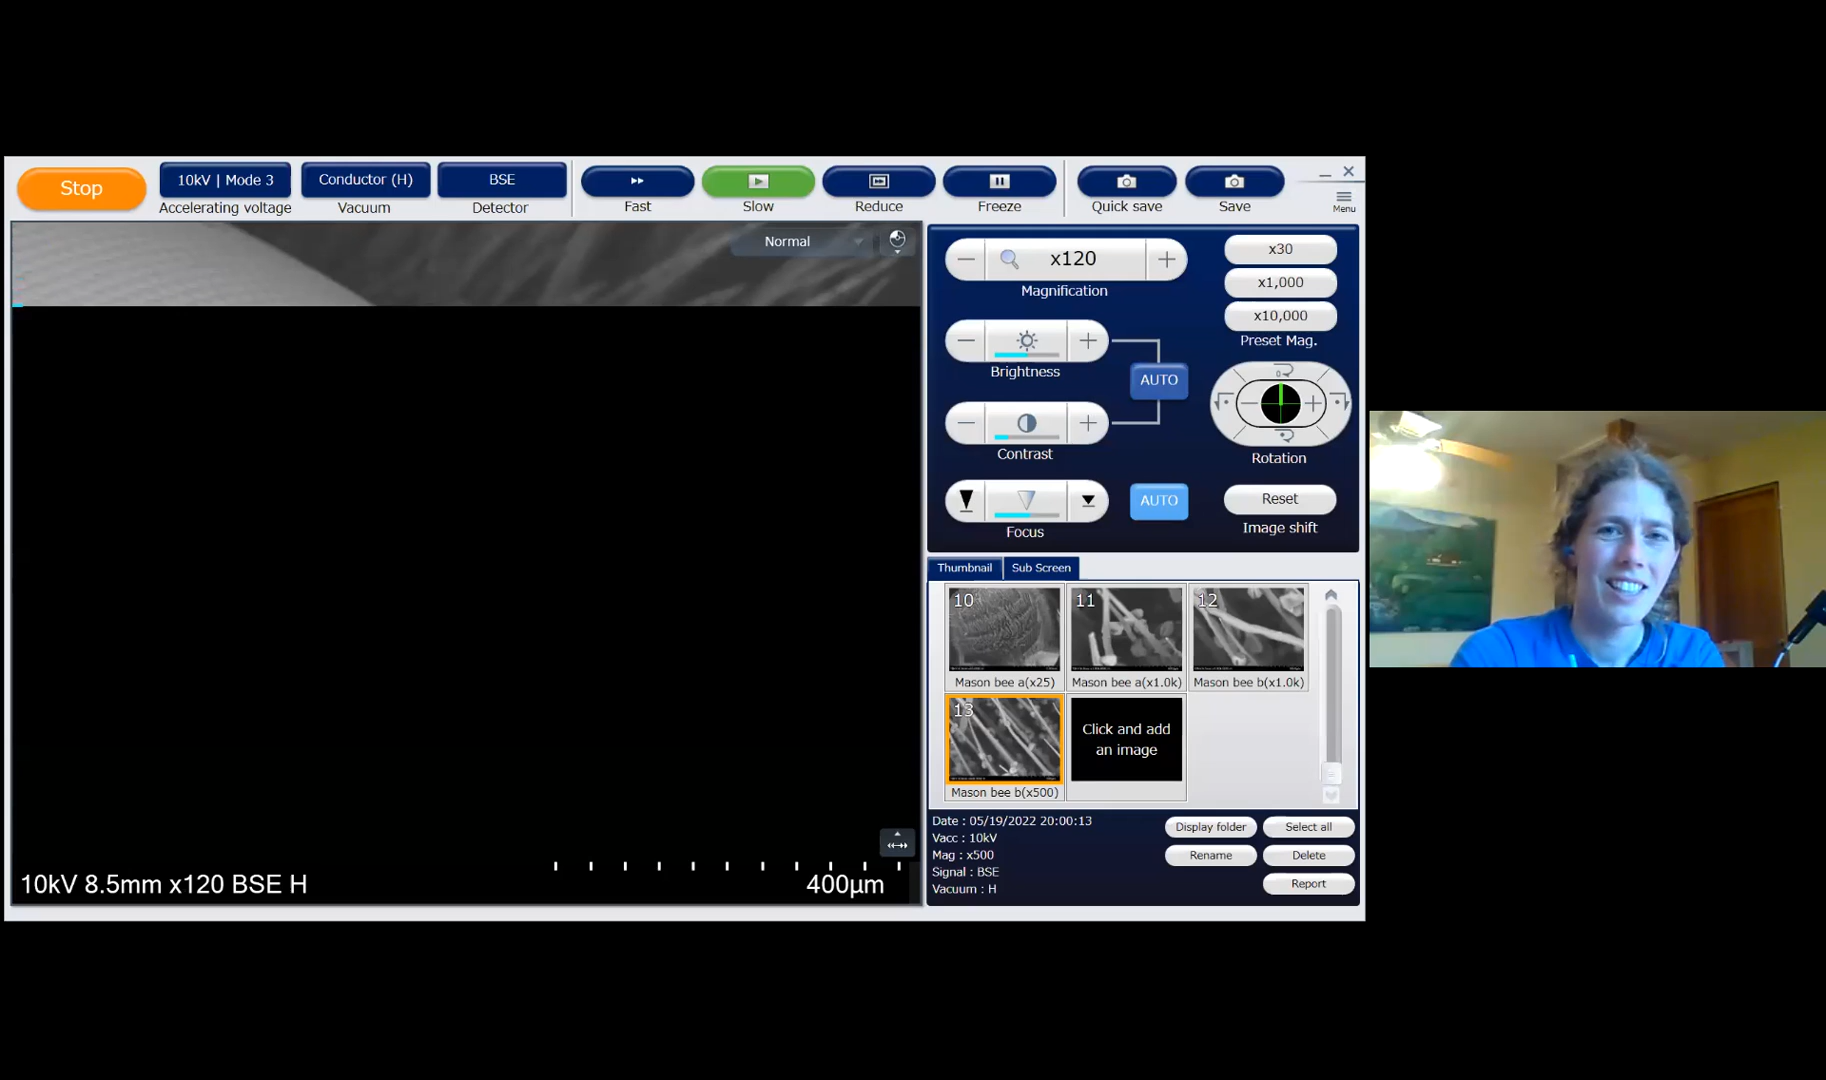 Stop
10kV | Mode 3
Accelerating voltage
Conductor (H)
Vacuum
BSE
Detector
Fast
Slow
Reduce
Freeze
Quick save
Save
Menu
Normal
x120
Magnification
Brightness
AUTO
Contrast
Focus
AUTO
x30
x1,000
x10,000
Preset Mag.
Rotation
Reset
Image shift
Thumbnail
Sub Screen
10
Mason bee a(x25)
11
Mason bee a(x1.0k)
12
Mason bee b(x1.0k)
13
Mason bee b(x500)
Click and add
an image
Date : 05/19/2022 20:00:13
Vacc : 10kV
Mag : x500
Signal : BSE
Vacuum : H
Display folder
Select all
Rename
Delete
Report
10kV 8.5mm x120 BSE H
400µm